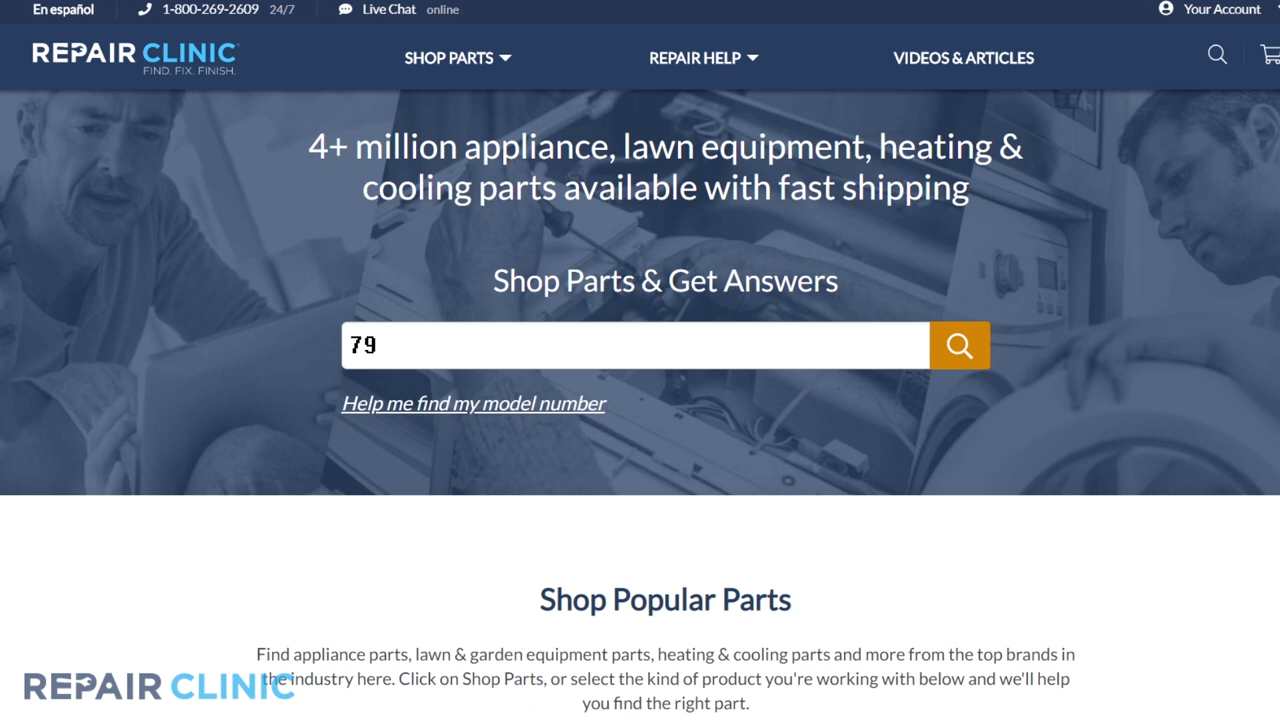 En español 1-800-269-2609 24/7 Live Chat online Your Account
REPAIR CLINIC
FIND. FIX. FINISH.
SHOP PARTS REPAIR HELP VIDEOS & ARTICLES
4+ million appliance, lawn equipment, heating &
cooling parts available with fast shipping
Shop Parts & Get Answers
79
Help me find my model number
Shop Popular Parts
Find appliance parts, lawn & garden equipment parts, heating & cooling parts and more from the top brands in
the industry here. Click on Shop Parts, or select the kind of product you're working with below and we'll help
you find the right part.
REPAIR CLINIC